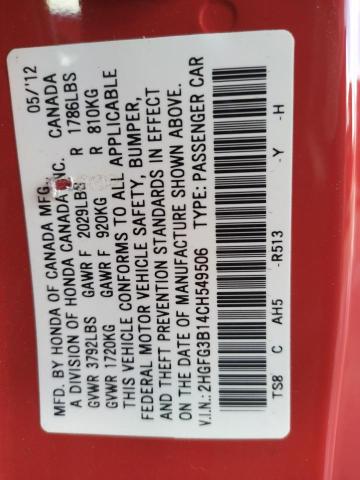 MFD. BY HONDA OF CANADA MFG., 05/'12
A DIVISION OF HONDA CANADA INC. CANADA
GVWR 3792LBS GAWR F 2029LBS R 1786LBS
GVWR 1720KG GAWR F 920KG R 810KG
THIS VEHICLE CONFORMS TO ALL APPLICABLE
FEDERAL MOTOR VEHICLE SAFETY, BUMPER,
AND THEFT PREVENTION STANDARDS IN EFFECT
ON THE DATE OF MANUFACTURE SHOWN ABOVE.
V.I.N.: 2HGFG3B14CH549506 TYPE: PASSENGER CAR
TS8 C AH5 -R513 -Y -H